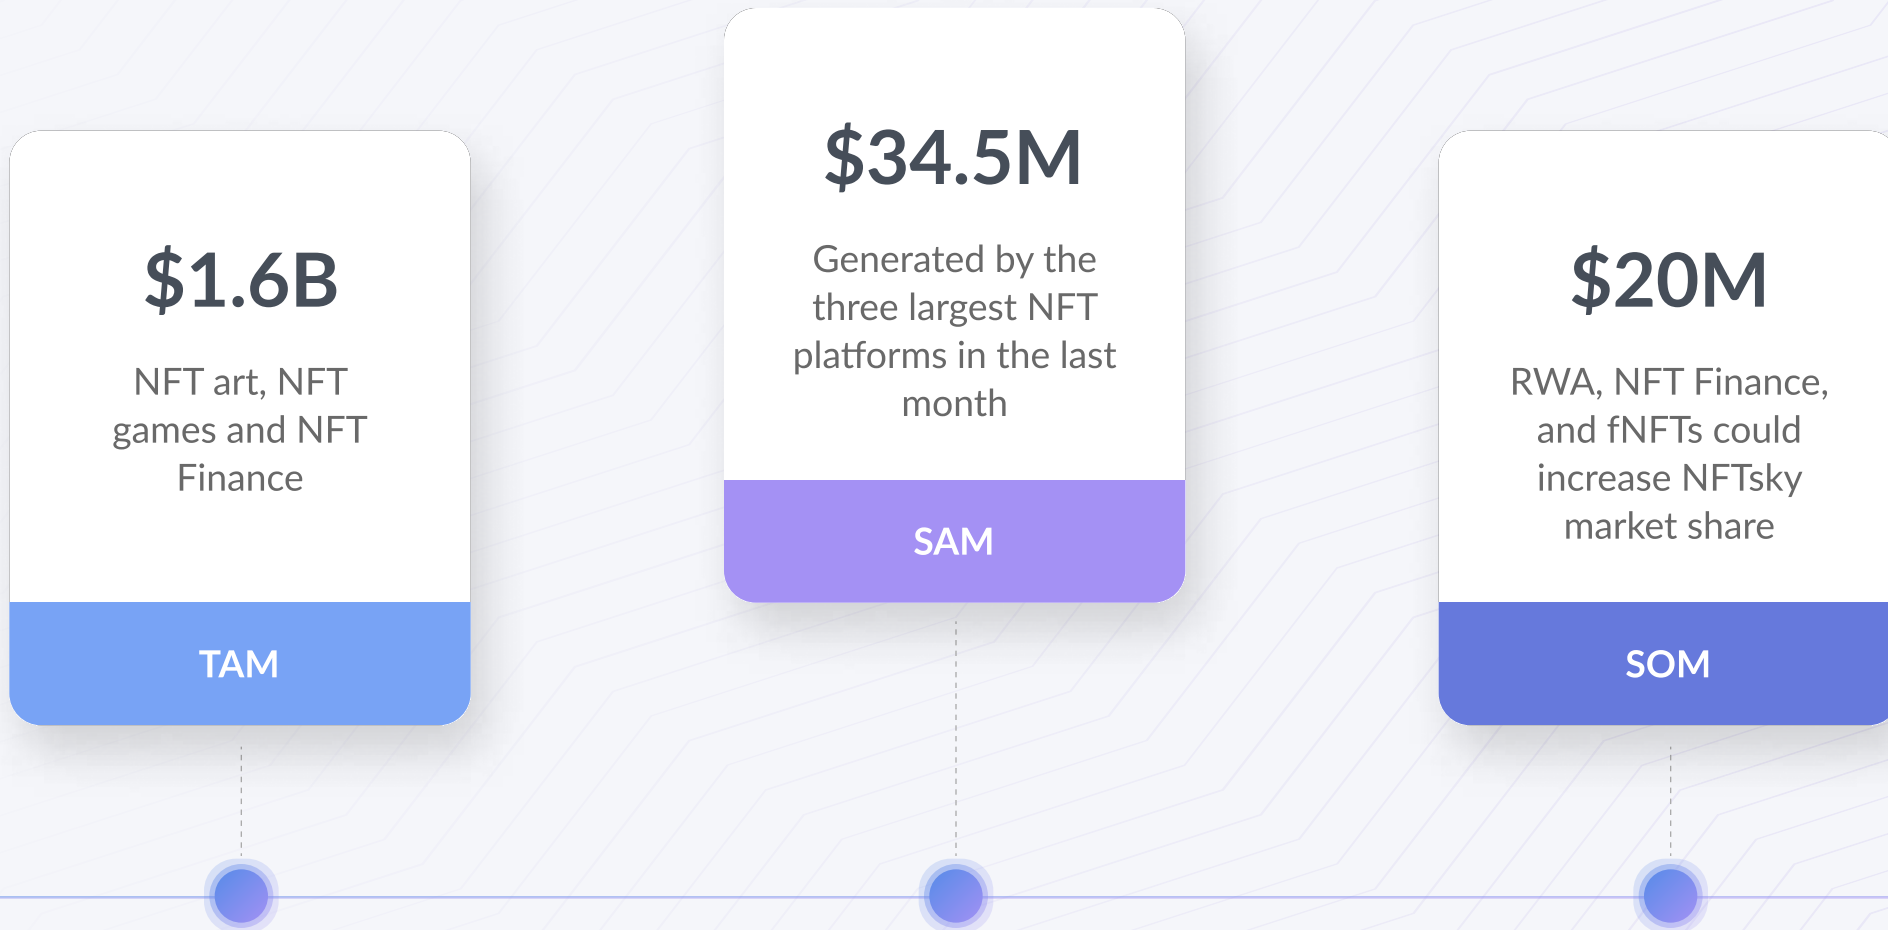 $1.6B
NFT art, NFT
games and NFT
Finance
TAM
$34.5M
Generated by the
three largest NFT
platforms in the last
month
SAM
$20M
RWA, NFT Finance,
and fNFTs could
increase NFTsky
market share
SOM